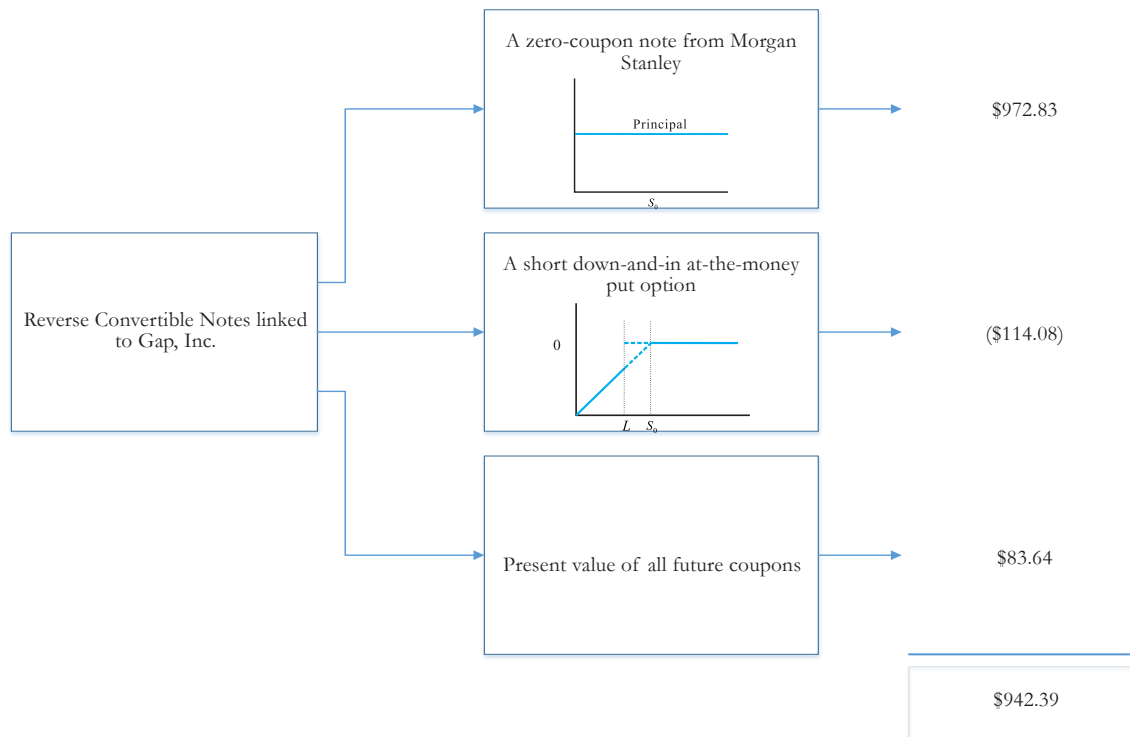 A zero-coupon note from Morgan
Stanley
Principal
S₀
$972.83
Reverse Convertible Notes linked
to Gap, Inc.
A short down-and-in at-the-money
put option
0
L S₀
($114.08)
Present value of all future coupons
$83.64
$942.39